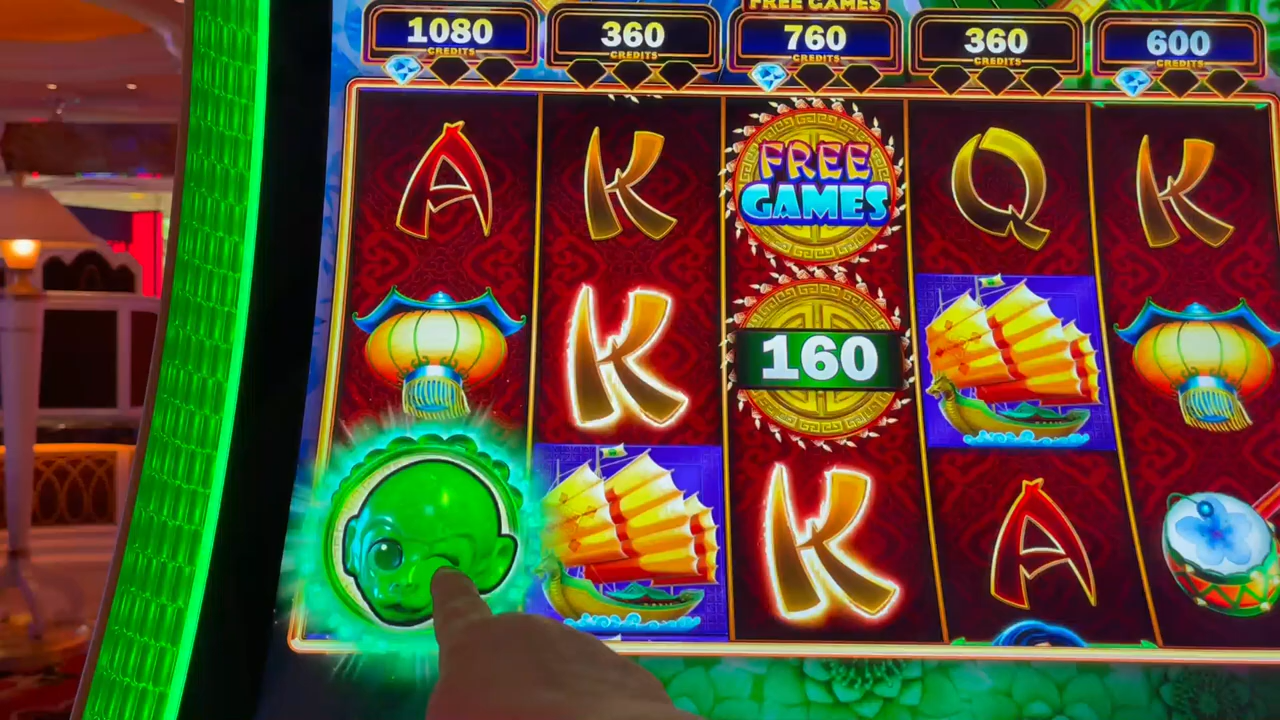 FREE GAMES
1080
CREDITS
360
CREDITS
760
CREDITS
360
CREDITS
600
CREDITS
A
K
FREE
GAMES
Q
K
K
160
K
A